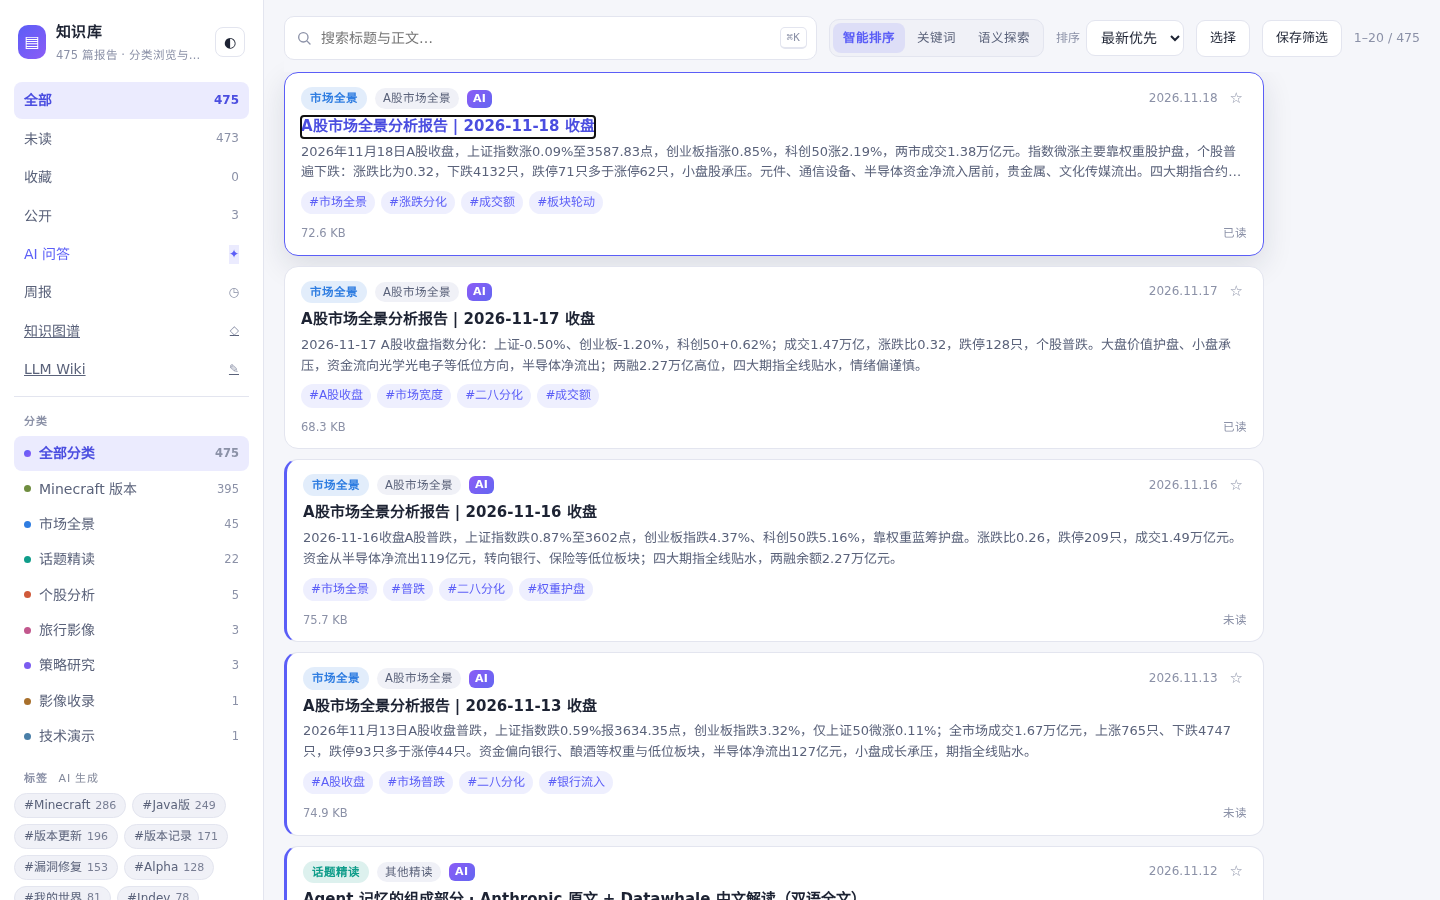 知识库
475 篇报告 · 分类浏览与…
全部 475
未读 473
收藏 0
公开 3
AI 问答 ✦
周报 ◷
知识图谱 ◇
LLM Wiki ✎
分类
全部分类 475
Minecraft 版本 395
市场全景 45
话题精读 22
个股分析 5
旅行影像 3
策略研究 3
影像收录 1
技术演示 1
标签 AI 生成
#Minecraft 286 #Java版 249
#版本更新 196 #版本记录 171
#漏洞修复 153 #Alpha 128
#我的世界 81 #Indev 78
搜索标题与正文… ⌘K
智能排序 关键词 语义探索
排序 最新优先
选择
保存筛选
1–20 / 475
市场全景 A股市场全景 AI 2026.11.18 ☆
A股市场全景分析报告 | 2026-11-18 收盘
2026年11月18日A股收盘，上证指数涨0.09%至3587.83点，创业板指涨0.85%，科创50涨2.19%，两市成交1.38万亿元。指数微涨主要靠权重股护盘，个股普
遍下跌：涨跌比为0.32，下跌4132只，跌停71只多于涨停62只，小盘股承压。元件、通信设备、半导体资金净流入居前，贵金属、文化传媒流出。四大期指合约…
#市场全景 #涨跌分化 #成交额 #板块轮动
72.6 KB 已读
市场全景 A股市场全景 AI 2026.11.17 ☆
A股市场全景分析报告 | 2026-11-17 收盘
2026-11-17 A股收盘指数分化：上证-0.50%、创业板-1.20%，科创50+0.62%；成交1.47万亿，涨跌比0.32，跌停128只，个股普跌。大盘价值护盘、小盘承
压，资金流向光学光电子等低位方向，半导体净流出；两融2.27万亿高位，四大期指全线贴水，情绪偏谨慎。
#A股收盘 #市场宽度 #二八分化 #成交额
68.3 KB 已读
市场全景 A股市场全景 AI 2026.11.16 ☆
A股市场全景分析报告 | 2026-11-16 收盘
2026-11-16收盘A股普跌，上证指数跌0.87%至3602点，创业板指跌4.37%、科创50跌5.16%，靠权重蓝筹护盘。涨跌比0.26，跌停209只，成交1.49万亿元。
资金从半导体净流出119亿元，转向银行、保险等低位板块；四大期指全线贴水，两融余额2.27万亿元。
#市场全景 #普跌 #二八分化 #权重护盘
75.7 KB 未读
市场全景 A股市场全景 AI 2026.11.13 ☆
A股市场全景分析报告 | 2026-11-13 收盘
2026年11月13日A股收盘普跌，上证指数跌0.59%报3634.35点，创业板指跌3.32%，仅上证50微涨0.11%；全市场成交1.67万亿元，上涨765只、下跌4747
只，跌停93只多于涨停44只。资金偏向银行、酿酒等权重与低位板块，半导体净流出127亿元，小盘成长承压，期指全线贴水。
#A股收盘 #市场普跌 #二八分化 #银行流入
74.9 KB 未读
话题精读 其他精读 AI 2026.11.12 ☆
Agent 记忆的组成部分 · Anthropic 原文 + Datawhale 中文解读（双语全文）